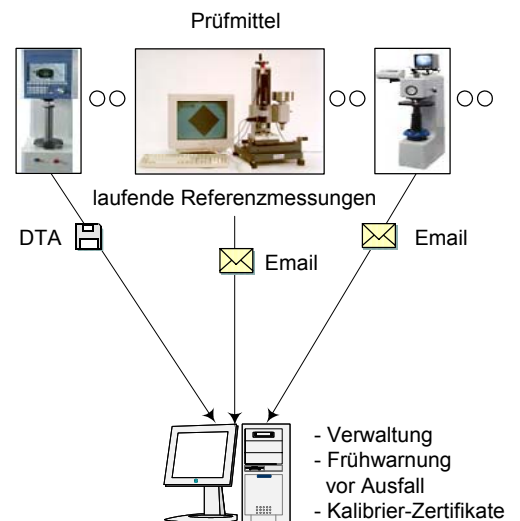 Prüfmittel
laufende Referenzmessungen
DTA
Email
Email
- Verwaltung
- Frühwarnung
vor Ausfall
- Kalibrier-Zertifikate